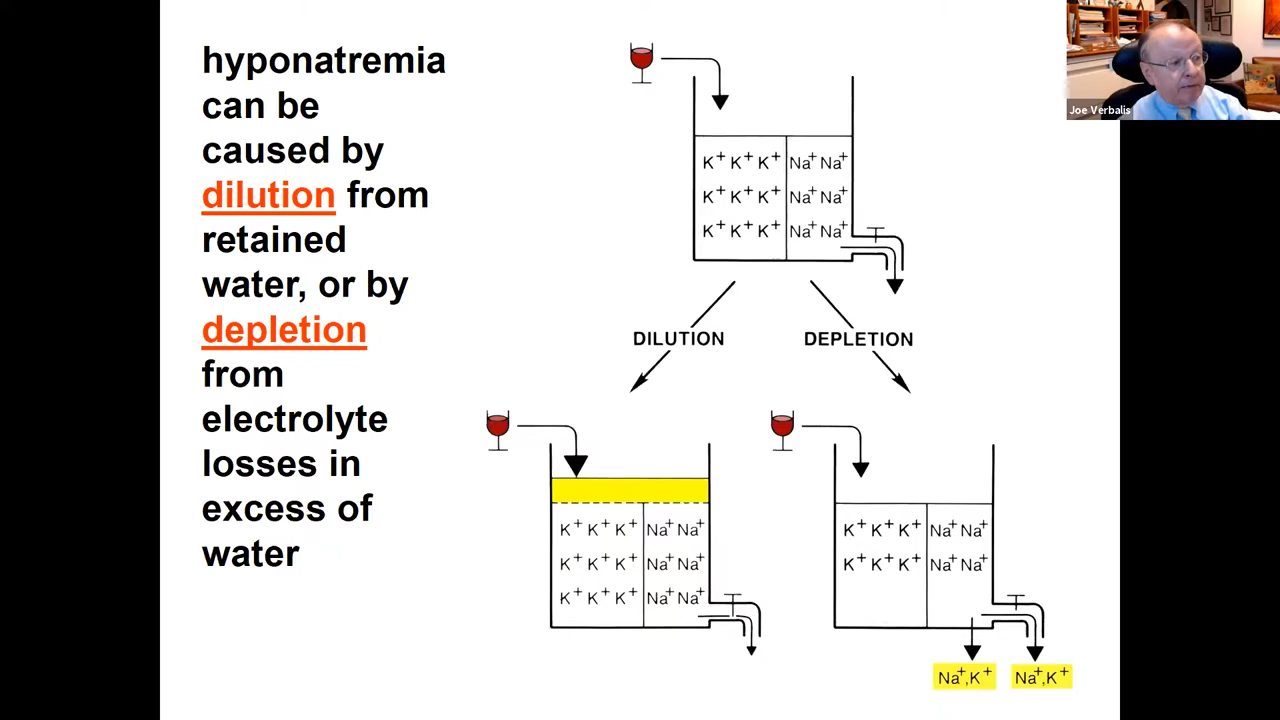 hyponatremia
can be
caused by
dilution from
retained
water, or by
depletion
from
electrolyte
losses in
excess of
water
Joe Verbalis
K+ K+ K+ Na+ Na+
K+ K+ K+ Na+ Na+
K+ K+ K+ Na+ Na+
DILUTION
DEPLETION
K+ K+ K+ Na+ Na+
K+ K+ K+ Na+ Na+
K+ K+ K+ Na+ Na+
K+ K+ K+ Na+ Na+
K+ K+ K+ Na+ Na+
Na+,K+
Na+,K+